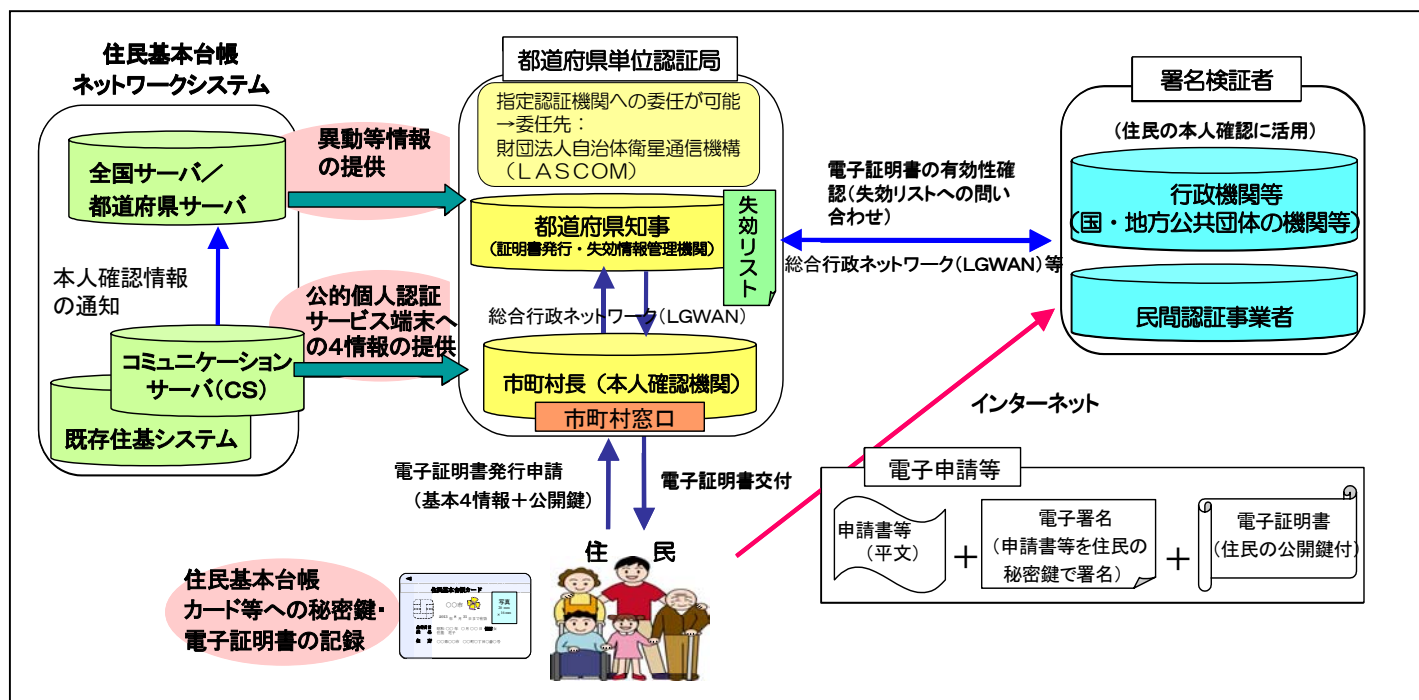 住民基本台帳
ネットワークシステム
全国サーバ／
都道府県サーバ
本人確認情報
の通知
コミュニケーション
サーバ（CS）
既存住基システム
異動等情報
の提供
公的個人認証
サービス端末へ
の４情報の提供
都道府県単位認証局
指定認証機関への委任が可能
→委任先：
財団法人自治体衛星通信機構
（ＬＡＳＣＯＭ）
都道府県知事
（証明書発行・失効情報管理機関）
失効リスト
総合行政ネットワーク（LGWAN）
市町村長（本人確認機関）
市町村窓口
電子証明書発行申請
（基本４情報＋公開鍵）
電子証明書交付
住　民
住民基本台帳
カード等への秘密鍵・
電子証明書の記録
住民基本台帳カード
○○市
写真
署名検証者
（住民の本人確認に活用）
行政機関等
（国・地方公共団体の機関等）
民間認証事業者
電子証明書の有効性確
認（失効リストへの問い
合わせ）
総合行政ネットワーク（LGWAN）等
インターネット
電子申請等
申請書等
（平文）
＋
電子署名
（申請書等を住民の
秘密鍵で署名）
＋
電子証明書
（住民の公開鍵付）